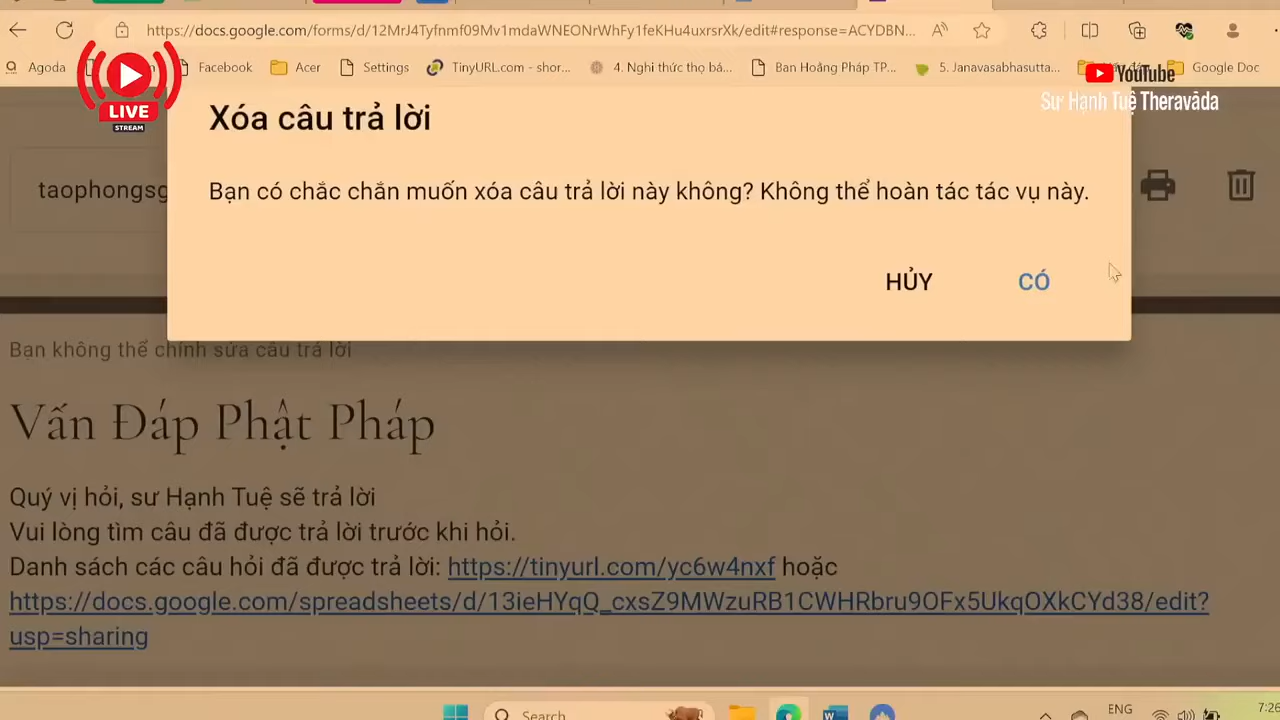 https://docs.google.com/forms/d/12MrJ4Tyfnmf09Mv1mdaWNEONrWhFy1feKHu4uxrsrXk/edit#response=ACYDBN...
Agoda
Facebook
Acer
Settings
TinyURL.com - shor...
4. Nghi thức thọ bá...
Ban Hoằng Pháp TP...
5. Janavasabhasutta...
Google Doc
YouTube
Sư Hạnh Tuệ Theravāda
LIVE
STREAM
Xóa câu trả lời
taophongsg
Bạn có chắc chắn muốn xóa câu trả lời này không? Không thể hoàn tác tác vụ này.
HỦY
CÓ
Bạn không thể chỉnh sửa câu trả lời
Vấn Đáp Phật Pháp
Quý vị hỏi, sư Hạnh Tuệ sẽ trả lời
Vui lòng tìm câu đã được trả lời trước khi hỏi.
Danh sách các câu hỏi đã được trả lời: https://tinyurl.com/yc6w4nxf hoặc
https://docs.google.com/spreadsheets/d/13ieHYqQ_cxsZ9MWzuRB1CWHRbru9OFx5UkqOXkCYd38/edit?
usp=sharing
Search
ENG
7:26